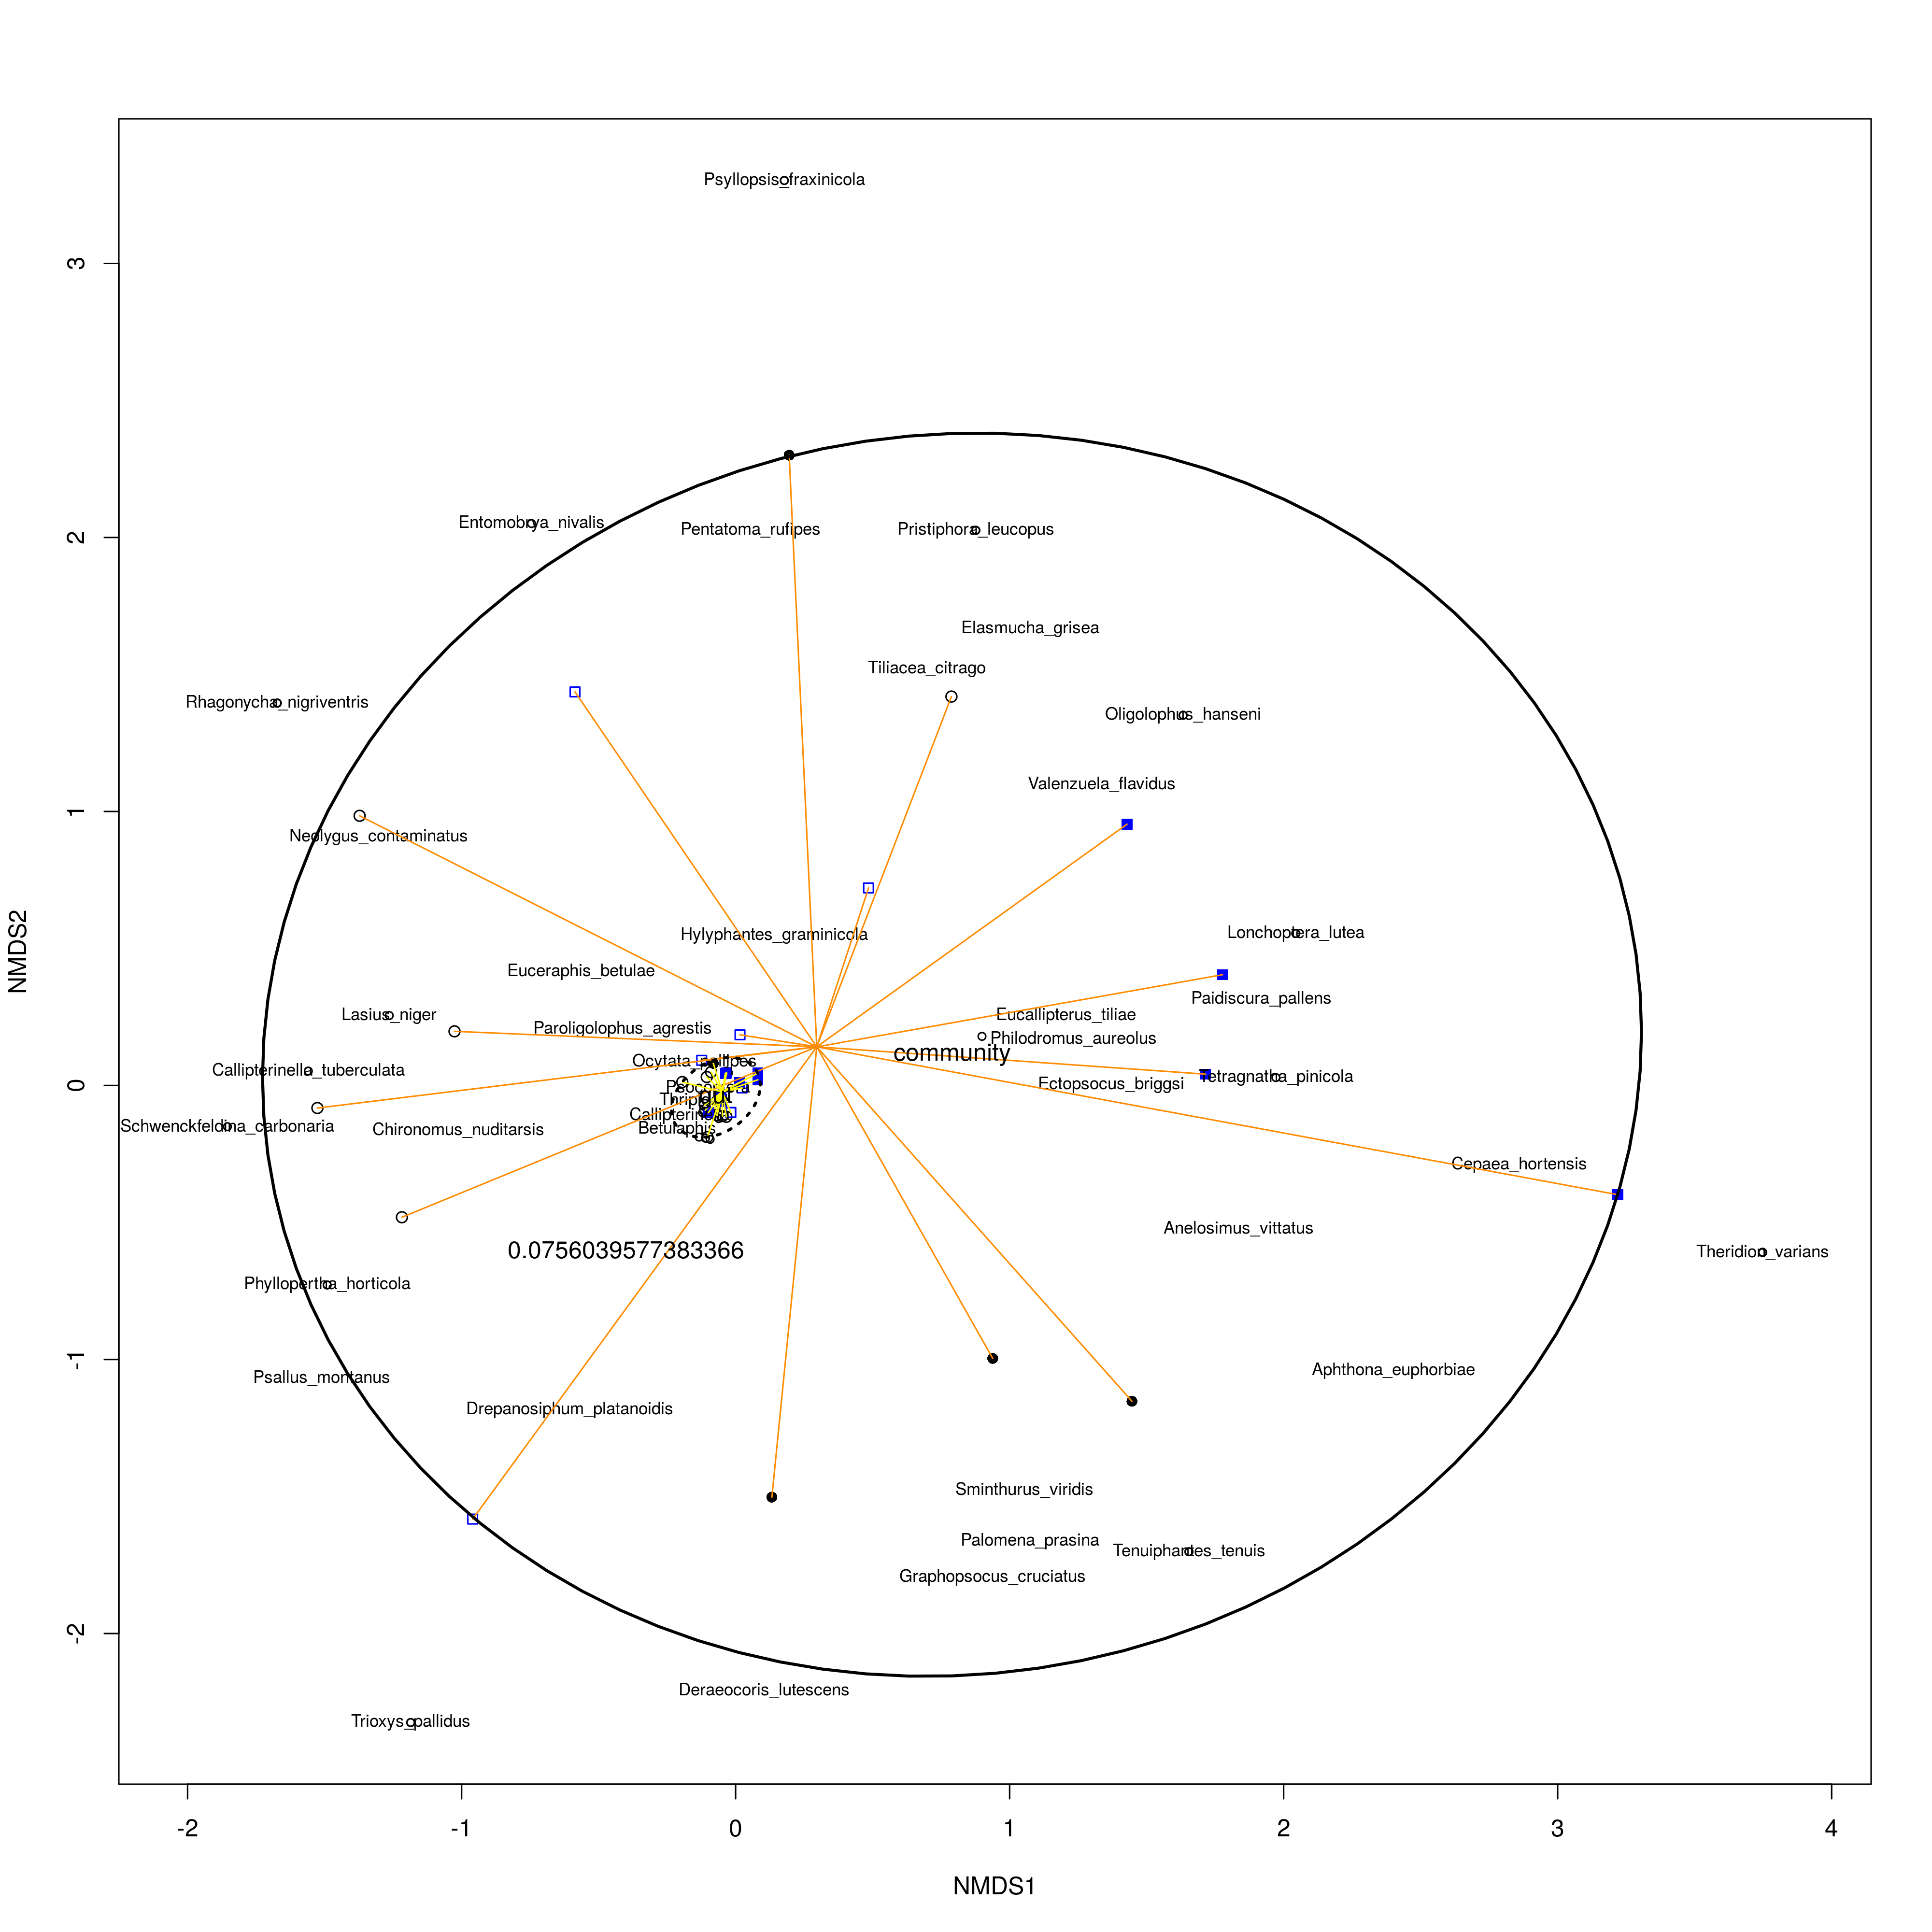 Psyllopsis_fraxinicola
3
Entomobrya_nivalis
Pentatoma_rufipes
Pristiphora_leucopus
2
Elasmucha_grisea
Tiliacea_citrago
Rhagonycha_nigriventris
Oligolophus_hanseni
Valenzuela_flavidus
1
Neolygus_contaminatus
Hylyphantes_graminicola
Lonchoptera_lutea
NMDS2
Euceraphis_betulae
Paidiscura_pallens
Lasius_niger
Eucallipterus_tiliae
Paroligolophus_agrestis
Philodromus_aureolus
community
Ocytata_pallipes
Callipterinella_tuberculata
Tetragnatha_pinicola
Ectopsocus_briggsi
0
gut
Schwenckfeldina_carbonaria
Chironomus_nuditarsis
Betulaphis
Cepaea_hortensis
Anelosimus_vittatus
0.0756039577383366
Theridion_varians
Phyllopertha_horticola
-1
Aphthona_euphorbiae
Psallus_montanus
Drepanosiphum_platanoidis
Sminthurus_viridis
Palomena_prasina
Tenuiphantes_tenuis
Graphopsocus_cruciatus
-2
Deraeocoris_lutescens
Trioxys_pallidus
-2 -1 0 1 2 3 4
NMDS1